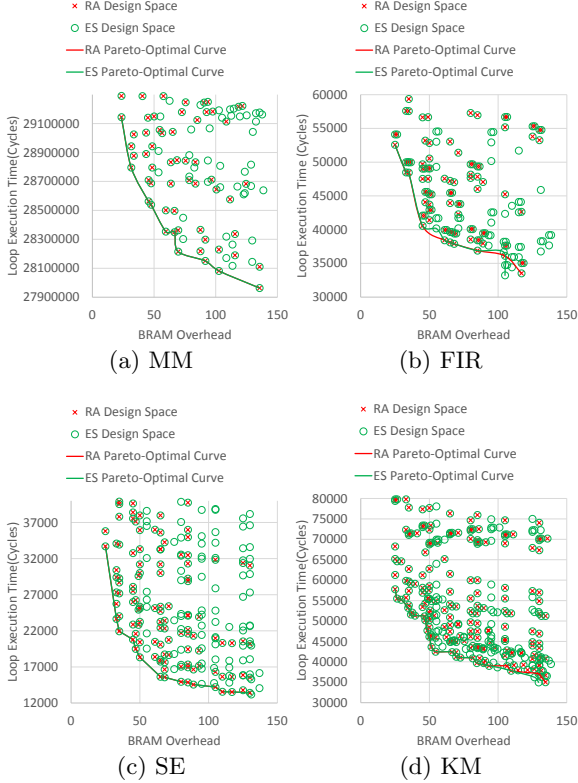 × RA Design Space
○ ES Design Space
RA Pareto-Optimal Curve
ES Pareto-Optimal Curve
Loop Execution Time(Cycles)
29100000
28900000
28700000
28500000
28300000
28100000
27900000
0 50 100 150
BRAM Overhead
(a) MM
× RA Design Space
○ ES Design Space
RA Pareto-Optimal Curve
ES Pareto-Optimal Curve
Loop Execution Time (Cycles)
60000
55000
50000
45000
40000
35000
30000
0 50 100 150
BRAM Overhead
(b) FIR
× RA Design Space
○ ES Design Space
RA Pareto-Optimal Curve
ES Pareto-Optimal Curve
Loop Execution Time(Cycles)
37000
32000
27000
22000
17000
12000
0 50 100 150
BRAM Overhead
(c) SE
× RA Design Space
○ ES Design Space
RA Pareto-Optimal Curve
ES Pareto-Optimal Curve
Loop Execution Time(Cycles)
80000
75000
70000
65000
60000
55000
50000
45000
40000
35000
30000
0 50 100 150
BRAM Overhead
(d) KM